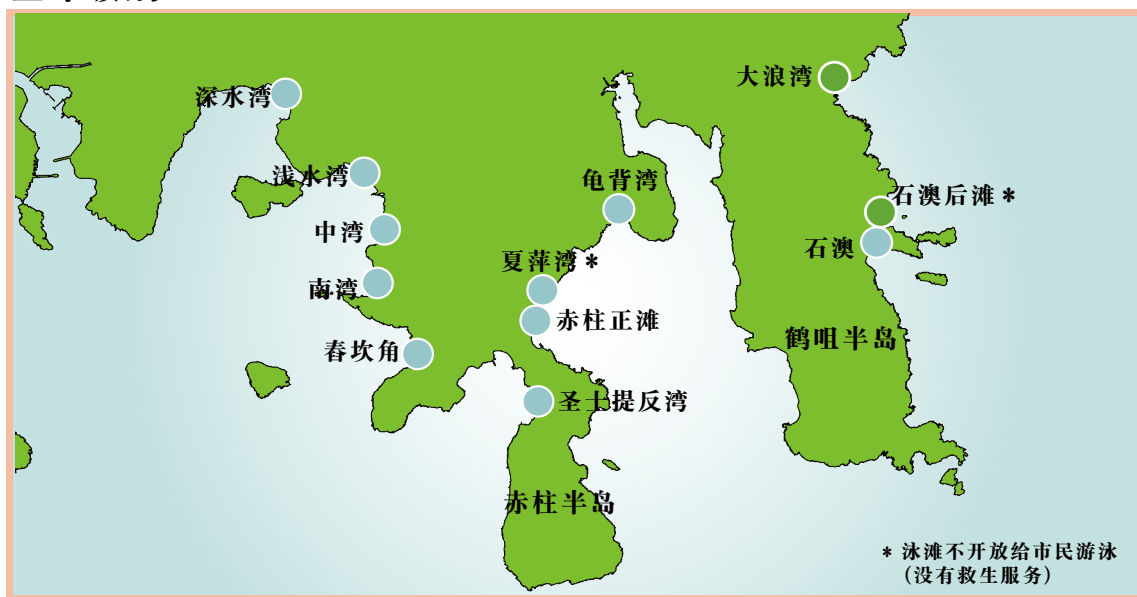 大浪湾
深水湾
浅水湾
龟背湾
石澳后滩*
中湾
石澳
夏萍湾*
南湾
赤柱正滩
鹤咀半岛
舂坎角
圣士提反湾
赤柱半岛
* 泳滩不开放给市民游泳
(没有救生服务)